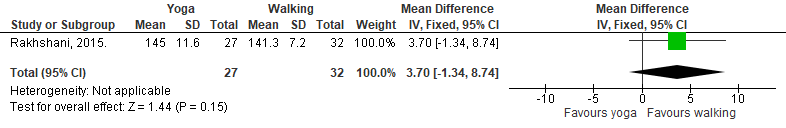 Yoga Walking Mean Difference Mean Difference
Study or Subgroup Mean SD Total Mean SD Total Weight IV, Fixed, 95% CI IV, Fixed, 95% CI
Rakhshani, 2015. 145 11.6 27 141.3 7.2 32 100.0% 3.70 [-1.34, 8.74]
Total (95% CI) 27 32 100.0% 3.70 [-1.34, 8.74]
Heterogeneity: Not applicable
Test for overall effect: Z = 1.44 (P = 0.15)
-10 -5 0 5 10
Favours yoga Favours walking